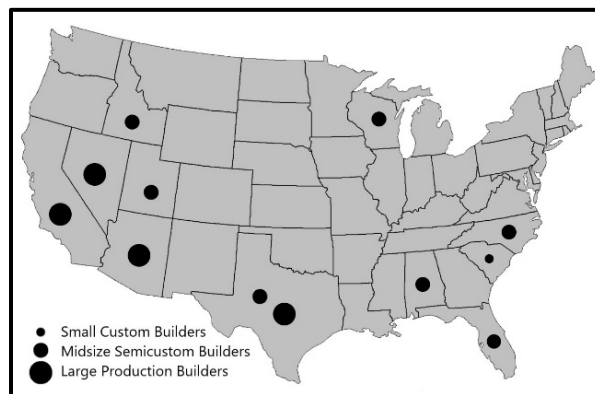 Small Custom Builders
Midsize Semicustom Builders
Large Production Builders